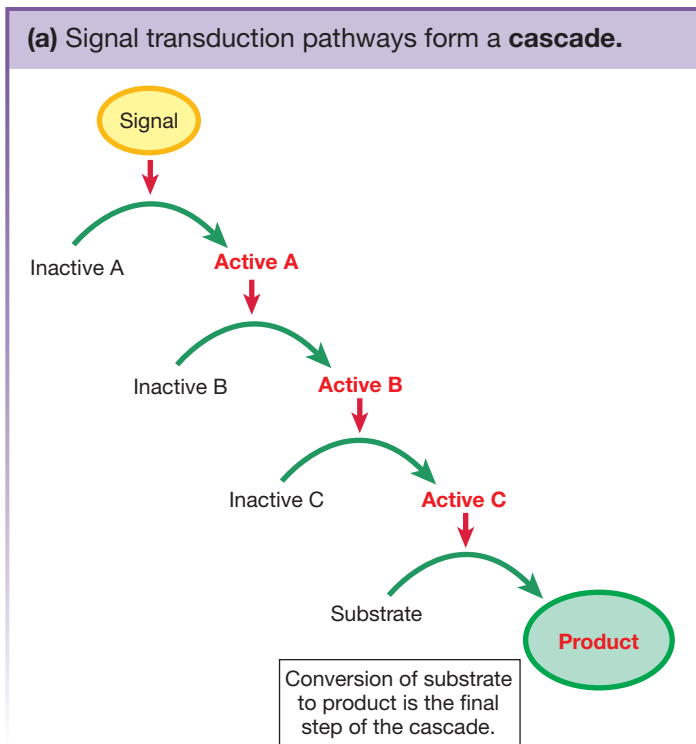 (a) Signal transduction pathways form a cascade.
Signal
Inactive A
Active A
Inactive B
Active B
Inactive C
Active C
Substrate
Product
Conversion of substrate
to product is the final
step of the cascade.